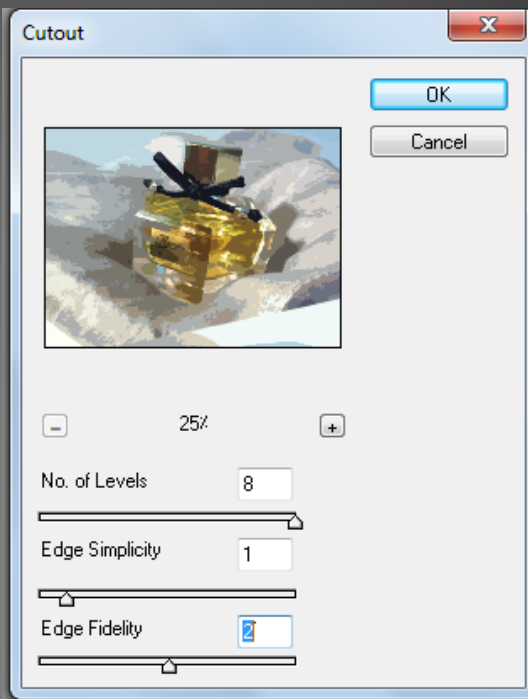 Cutout
OK
Cancel
25%
No. of Levels
8
Edge Simplicity
1
Edge Fidelity
2